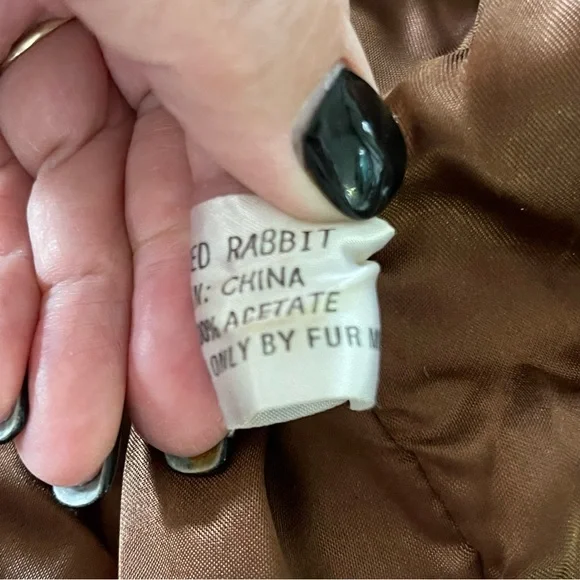 ED RABBIT
: CHINA
0% ACETATE
ONLY BY FUR M